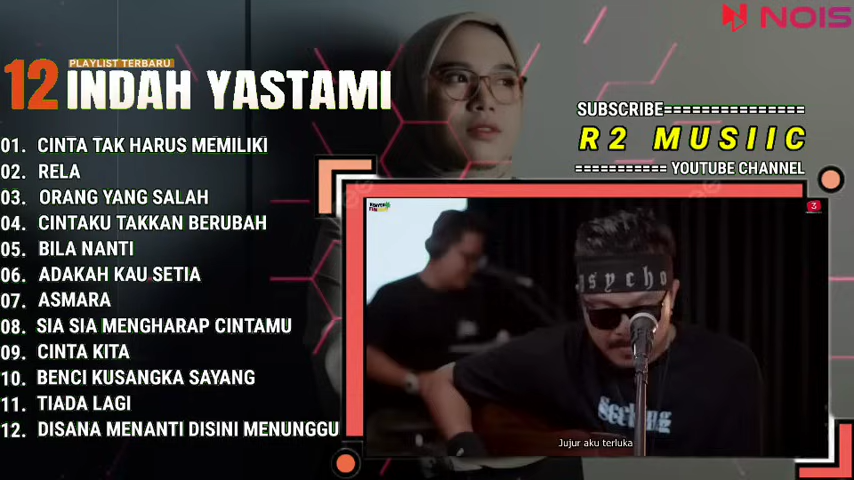 NOIS
PLAYLIST TERBARU
12 INDAH YASTAMI
SUBSCRIBE===============
R2 MUSIIC
=========== YOUTUBE CHANNEL
01. CINTA TAK HARUS MEMILIKI
02. RELA
03. ORANG YANG SALAH
04. CINTAKU TAKKAN BERUBAH
05. BILA NANTI
06. ADAKAH KAU SETIA
07. ASMARA
08. SIA SIA MENGHARAP CINTAMU
09. CINTA KITA
10. BENCI KUSANGKA SAYANG
11. TIADA LAGI
12. DISANA MENANTI DISINI MENUNGGU
3
psycho
Jujur aku terluka